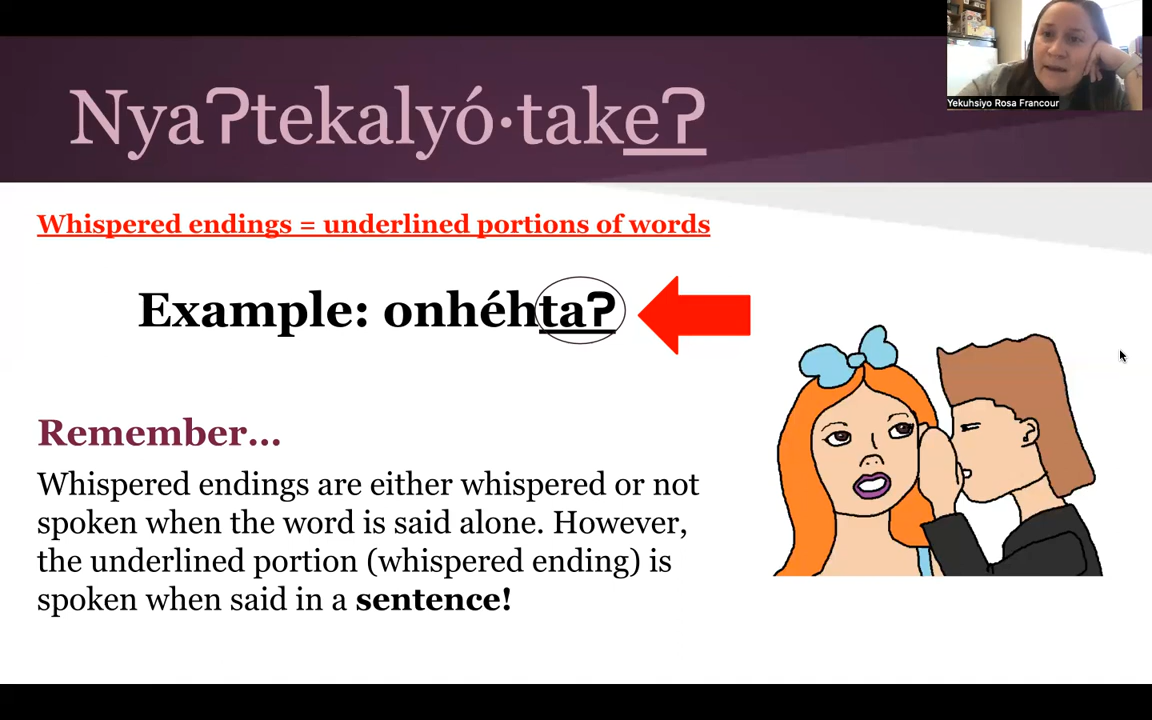 Yekuhsiyo Rosa Francour
Nyaʔtekalyó·takeʔ
Whispered endings = underlined portions of words
Example: onhéhtaʔ
Remember...
Whispered endings are either whispered or not
spoken when the word is said alone. However,
the underlined portion (whispered ending) is
spoken when said in a sentence!